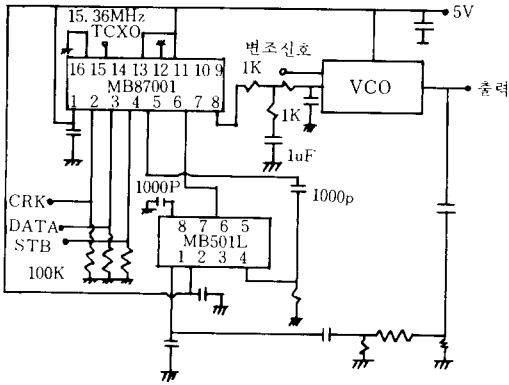 15.36MHz
TCXO
5V
16 15 14 13 12 11 10 9
MB87001
1 2 3 4 5 6 7 8
변조신호
1K
1K
VCO
출력
1uF
1000P
1000p
CRK
DATA
STB
100K
8 7 6 5
MB501L
1 2 3 4